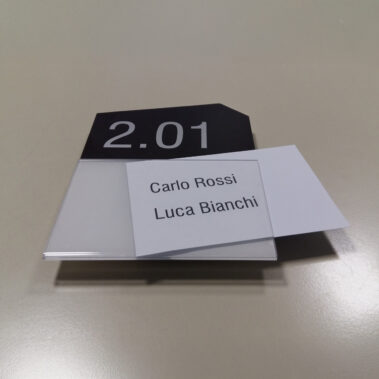 2.01
Carlo Rossi
Luca Bianchi